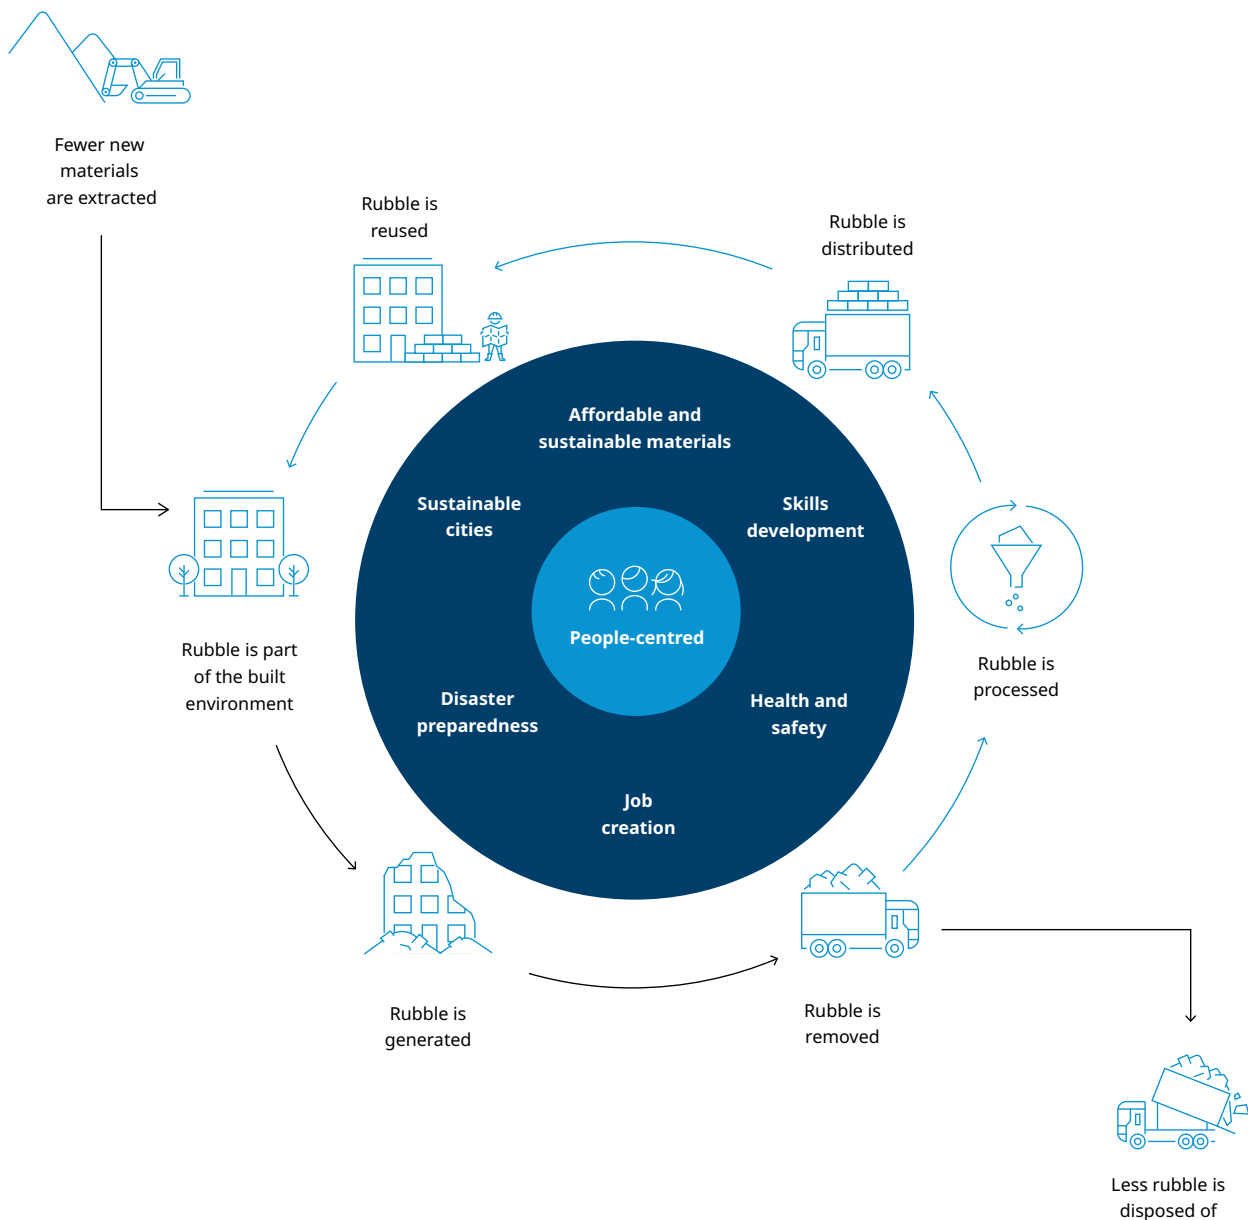 Fewer new
materials
are extracted
Rubble is
reused
Rubble is
distributed
Affordable and
sustainable materials
Sustainable
cities
Skills
development
People-centred
Rubble is part
of the built
environment
Rubble is
processed
Disaster
preparedness
Health and
safety
Job
creation
Rubble is
generated
Rubble is
removed
Less rubble is
disposed of